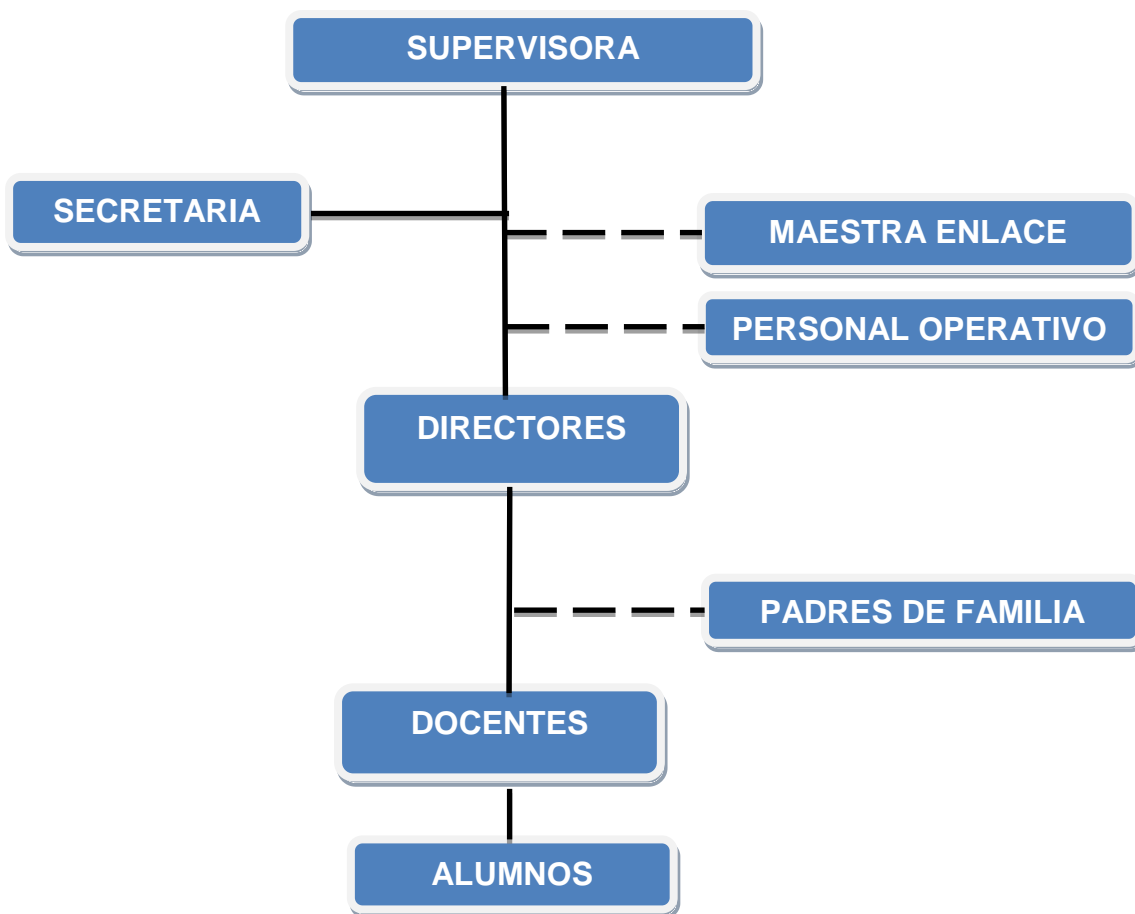 SUPERVISORA
SECRETARIA
MAESTRA ENLACE
PERSONAL OPERATIVO
DIRECTORES
PADRES DE FAMILIA
DOCENTES
ALUMNOS